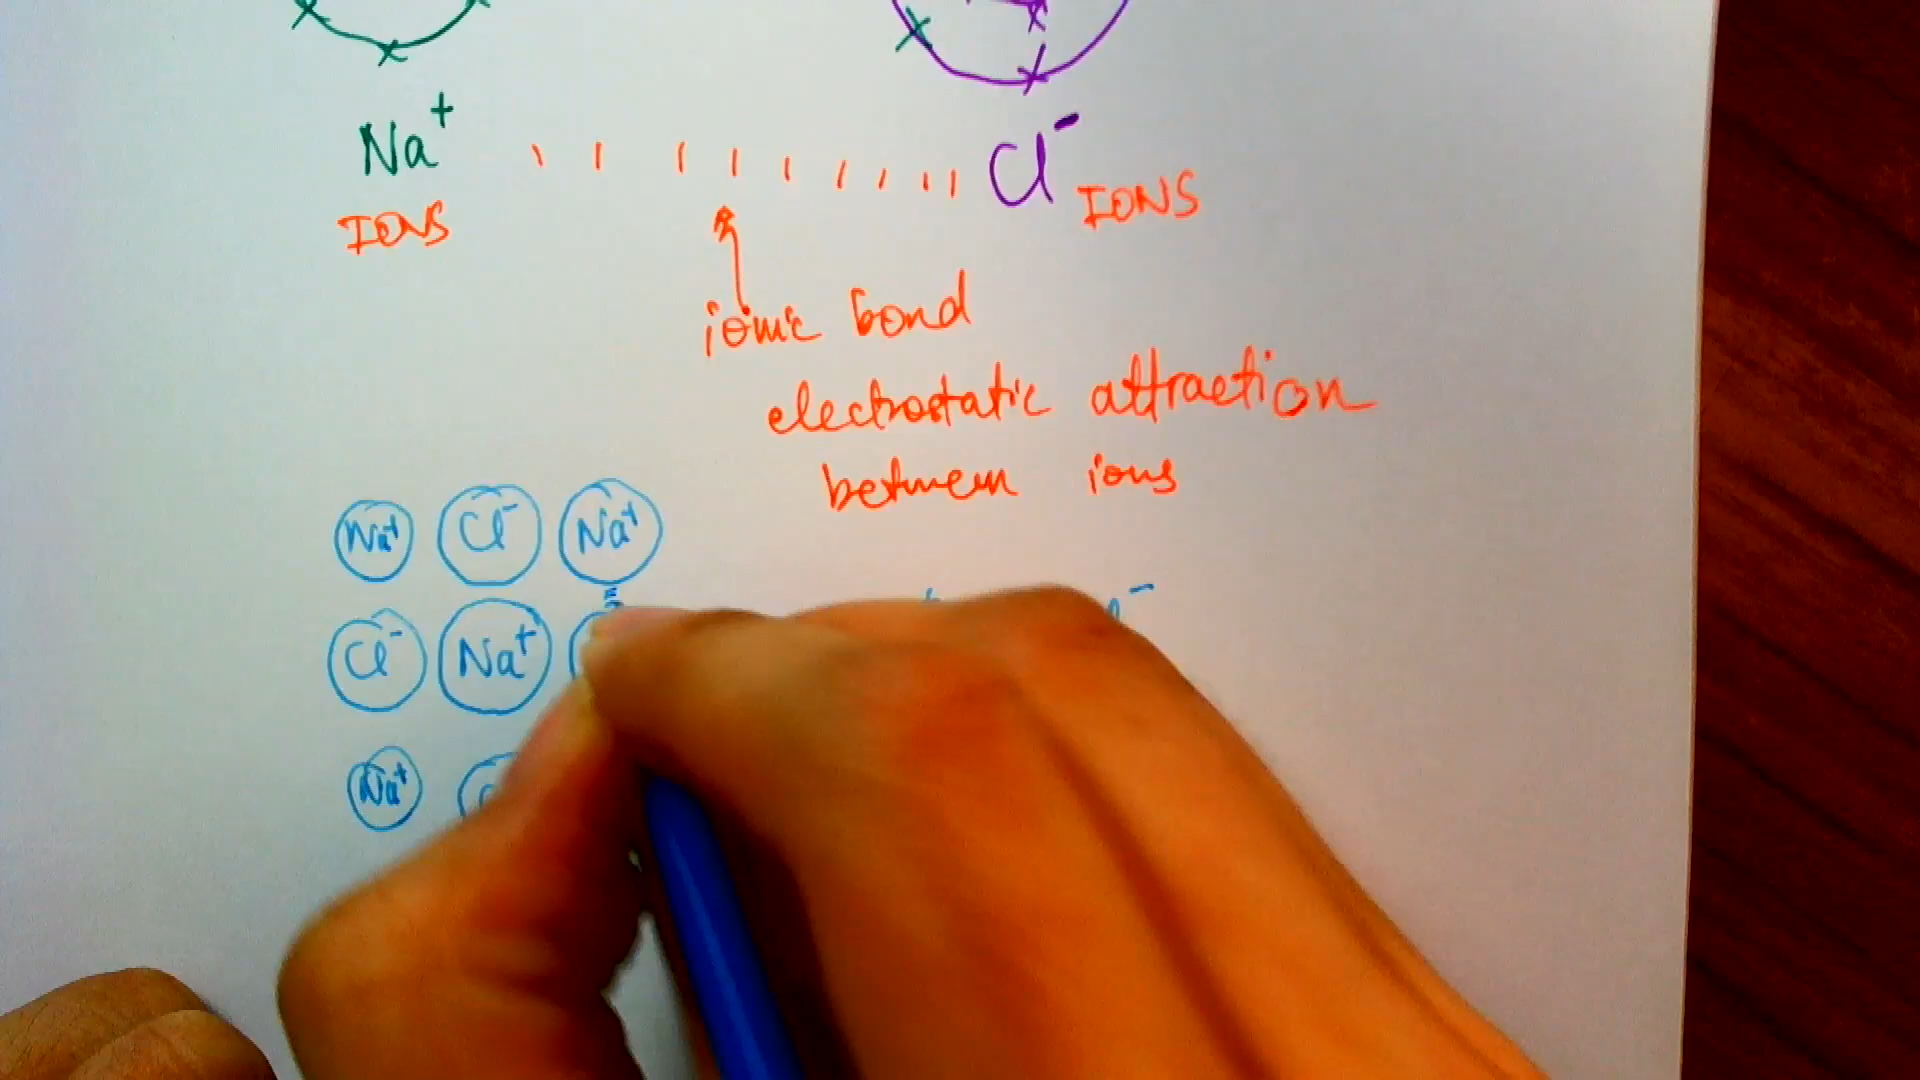 Na+ Cl-
IONS IONS
ionic bond
electrostatic attraction
between ions
Na+ Cl- Na+
Cl- Na+
Na+